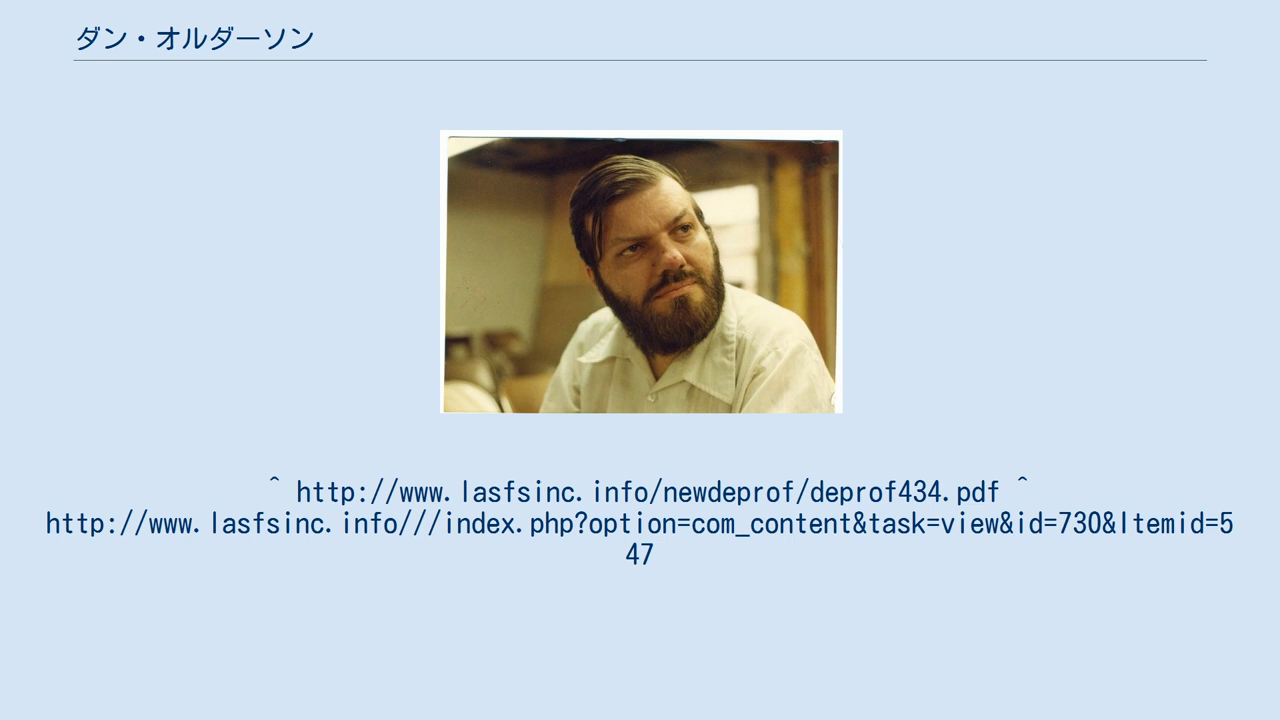 ダン・オルダーソン
^ http://www.lasfsinc.info/newdeprof/deprof434.pdf ^
http://www.lasfsinc.info///index.php?option=com_content&task=view&id=730&Itemid=5
47